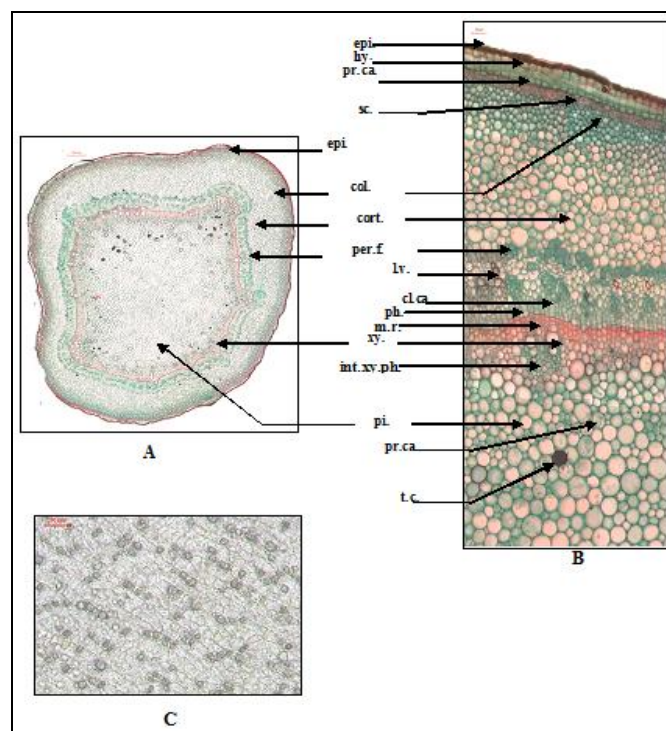 epi.
hy.
pr.ca.
sc.
epi.
col.
cort.
per.f.
l.v.
cl.ca
ph.
m.r.
xy.
int.xy.ph.
pi.
pr.ca
t.c.
A
B
C